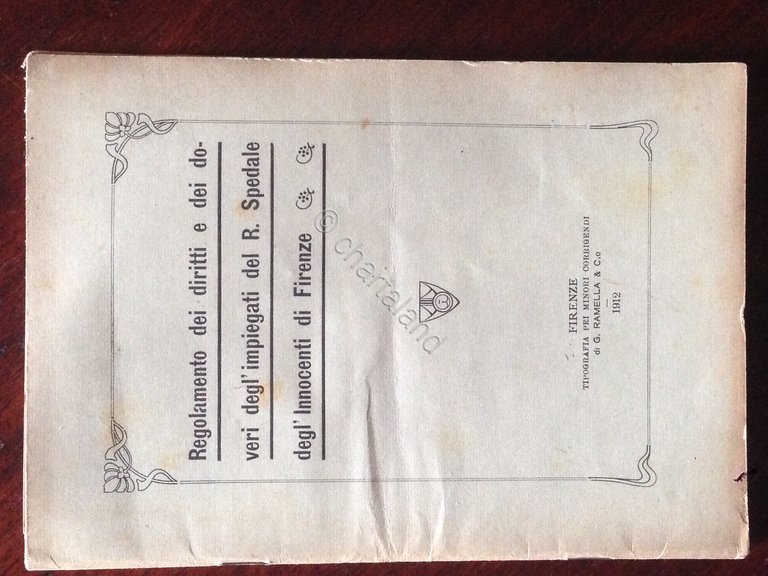 Regolamento dei diritti e dei do-
veri degl'impiegati del R. Spedale
degl'Innocenti di Firenze
© chartaland
FIRENZE
TIPOGRAFIA PEI MINORI CORRIGENDI
di G. RAMELLA & C.o
1912